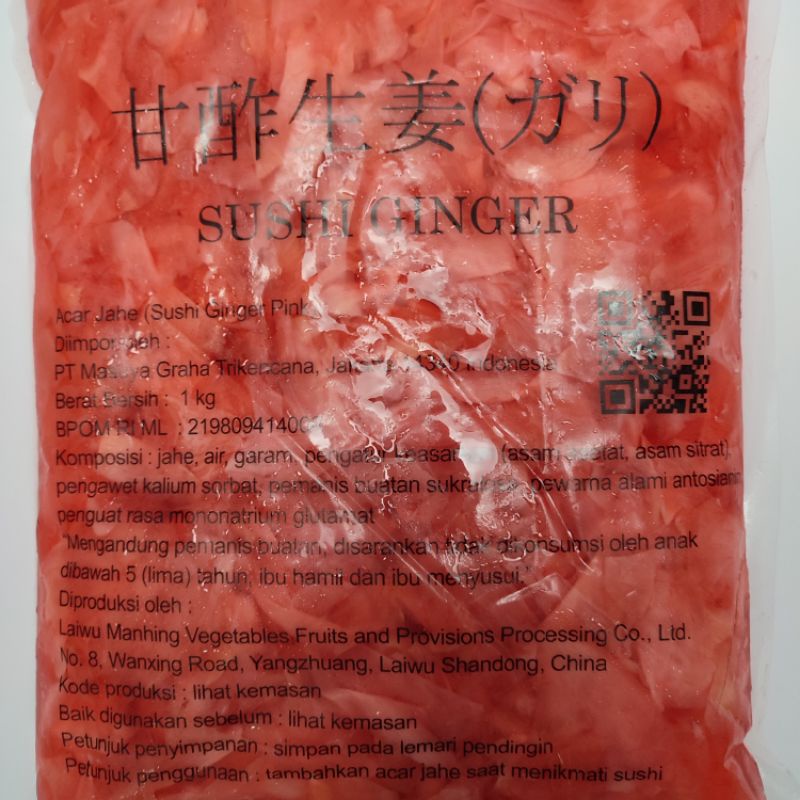 甘酢生姜(ガリ)
SUSHI GINGER
Acar Jahe (Sushi Ginger Pink
Diimpor oleh :
PT Masuya Graha Trikencana, Indonesia
Berat Bersih : 1 kg
BPOM RI ML :
Komposisi : jahe, air, garam, pengatur keasaman (asam asetat, asam sitrat),
pengawet kalium sorbat, pemanis buatan sukralosa, pewarna alami antosianin
penguat rasa mononatrium glutamat
"Mengandung pemanis buatan, disarankan tidak dikonsumsi oleh anak
dibawah 5 (lima) tahun, ibu hamil dan ibu menyusui."
Diproduksi oleh :
Laiwu Manhing Vegetables Fruits and Provisions Processing Co., Ltd.
No. 8, Wanxing Road, Yangzhuang, Laiwu Shandong, China
Kode produksi : lihat kemasan
Baik digunakan sebelum : lihat kemasan
Petunjuk penyimpanan : simpan pada lemari pendingin
Petunjuk penggunaan : tambahkan acar jahe saat menikmati sushi